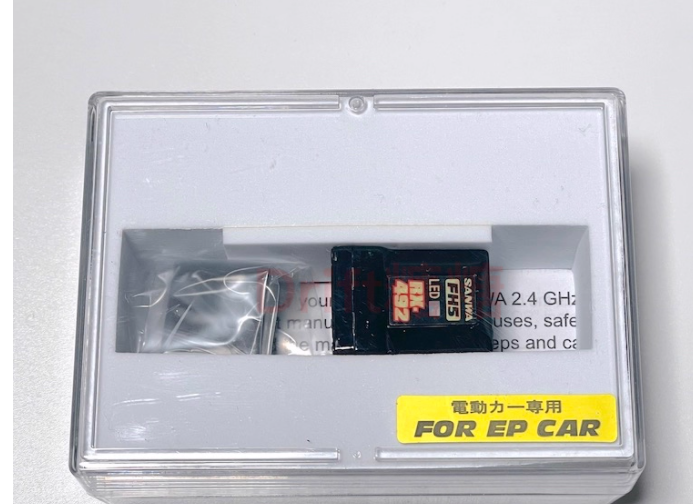 SANWA
FH5
LED
RX-
492
your
/A 2.4 GHz
manu
uses, safe
e ma
eps and ca
電動カー専用
FOR EP CAR